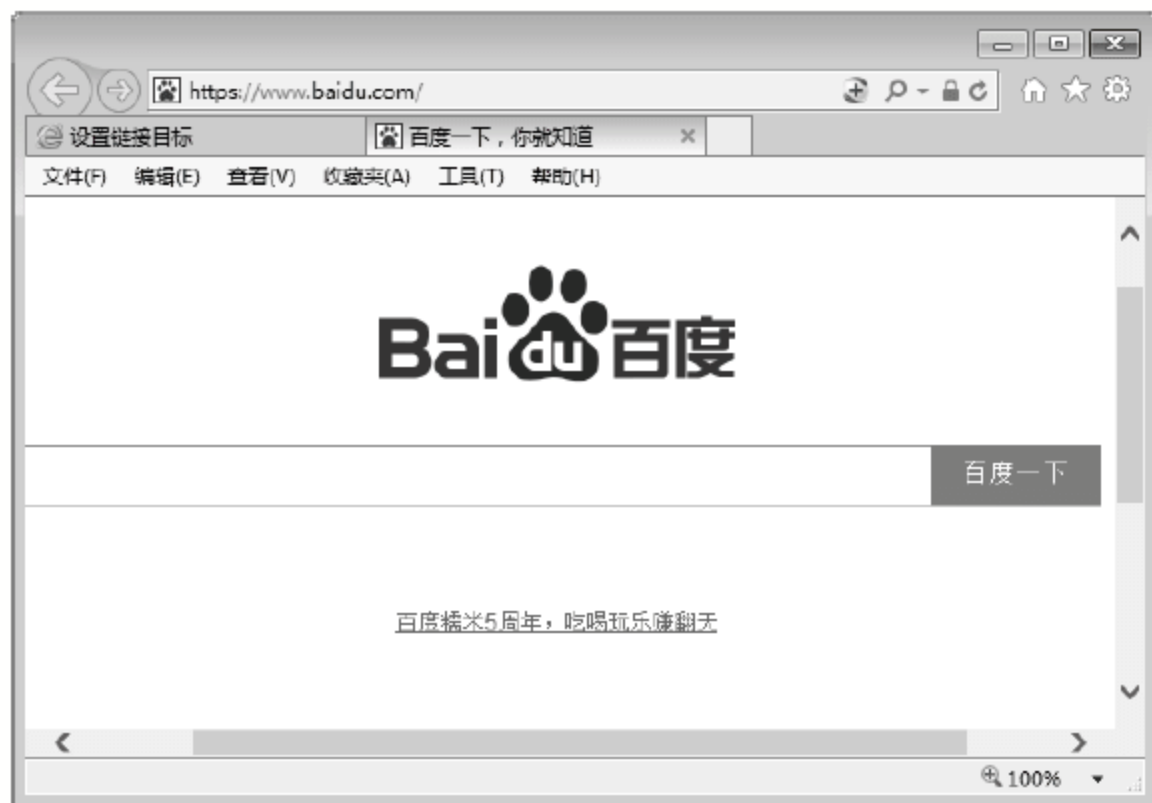 https://www.baidu.com/
设置链接目标
百度一下，你就知道
文件(F) 编辑(E) 查看(V) 收藏夹(A) 工具(T) 帮助(H)
Bai du 百度
百度一下
百度糯米5周年，吃喝玩乐赚翻天
100%